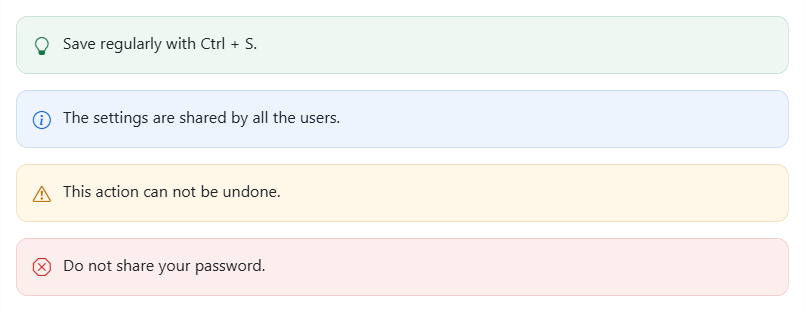 Save regularly with Ctrl + S.
The settings are shared by all the users.
This action can not be undone.
Do not share your password.